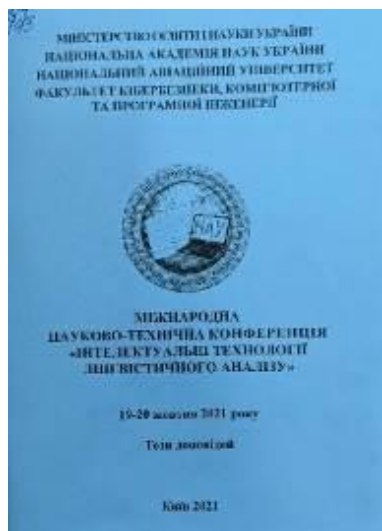 МІНІСТЕРСТВО ОСВІТИ І НАУКИ УКРАЇНИ
НАЦІОНАЛЬНА АКАДЕМІЯ НАУК УКРАЇНИ
НАЦІОНАЛЬНИЙ АВІАЦІЙНИЙ УНІВЕРСИТЕТ
ФАКУЛЬТЕТ КІБЕРБЕЗПЕКИ, КОМП'ЮТЕРНОЇ
ТА ПРОГРАМНОЇ ІНЖЕНЕРІЇ
НАУ
МІЖНАРОДНА
НАУКОВО-ТЕХНІЧНА КОНФЕРЕНЦІЯ
«ІНТЕЛЕКТУАЛЬНІ ТЕХНОЛОГІЇ
ЛІНГВІСТИЧНОГО АНАЛІЗУ»
19-20 жовтня 2021 року
Тези доповідей
Київ 2021